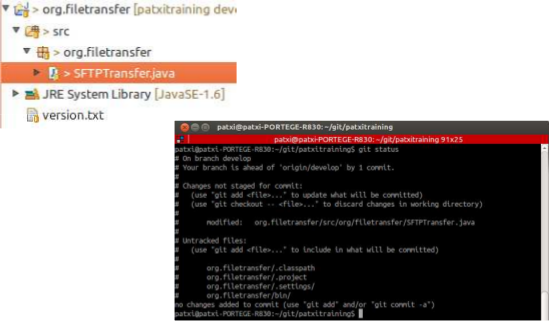 > org.filetransfer [patxitraining deve
> src
> org.filetransfer
> SFTPTransfer.java
JRE System Library [JavaSE-1.6]
version.txt
patxi@patxi-PORTEGE-R830: ~/git/patxitraining
patxi@patxi-PORTEGE-R830: ~/git/patxitraining 91x25
patxi@patxi-PORTEGE-R830:~/git/patxitraining$ git status
# On branch develop
# Your branch is ahead of 'origin/develop' by 1 commit.
#
# Changes not staged for commit:
#   (use "git add <file>..." to update what will be committed)
#   (use "git checkout -- <file>..." to discard changes in working directory)
#
#       modified:   org.filetransfer/src/org/filetransfer/SFTPTransfer.java
#
# Untracked files:
#   (use "git add <file>..." to include in what will be committed)
#
#       org.filetransfer/.classpath
#       org.filetransfer/.project
#       org.filetransfer/.settings/
#       org.filetransfer/bin/
no changes added to commit (use "git add" and/or "git commit -a")
patxi@patxi-PORTEGE-R830:~/git/patxitraining$